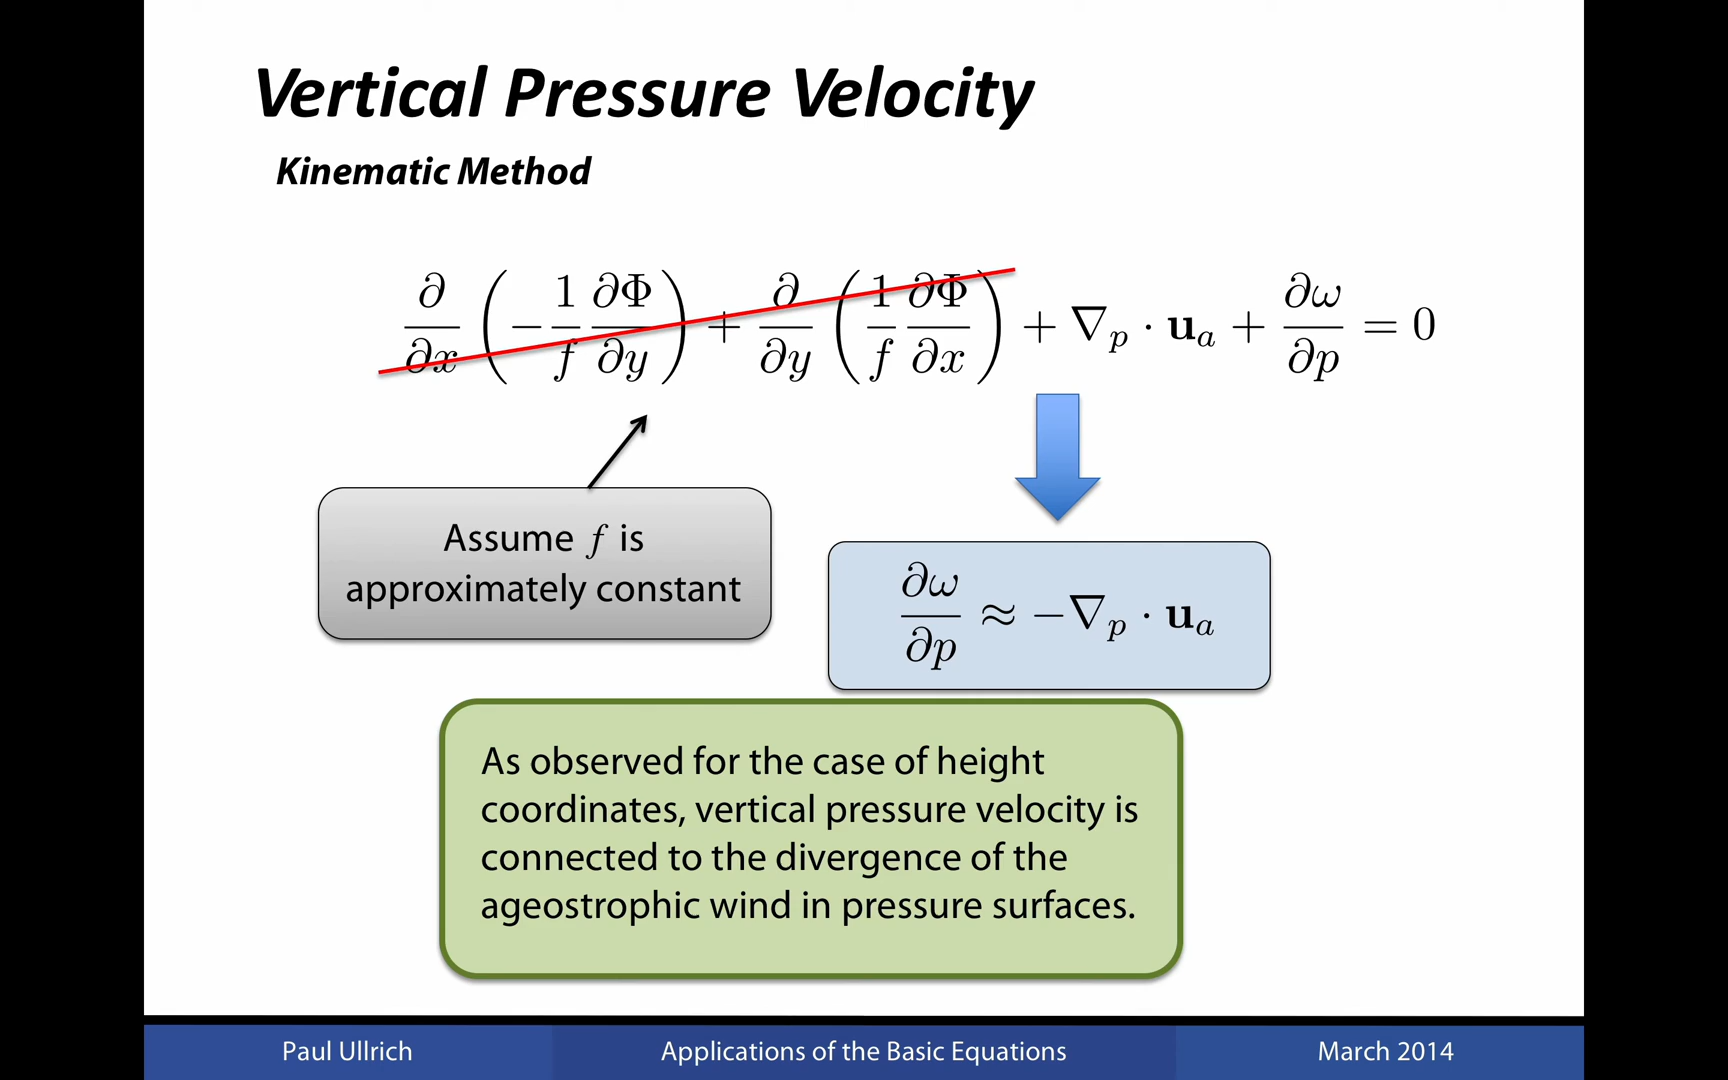 Vertical Pressure Velocity
Kinematic Method
∂/∂x (−1/f ∂Φ/∂y) + ∂/∂y (1/f ∂Φ/∂x) + ∇ₚ · 𝐮ₐ + ∂ω/∂p = 0
Assume f is
approximately constant
∂ω/∂p ≈ −∇ₚ · 𝐮ₐ
As observed for the case of height
coordinates, vertical pressure velocity is
connected to the divergence of the
ageostrophic wind in pressure surfaces.
Paul Ullrich
Applications of the Basic Equations
March 2014